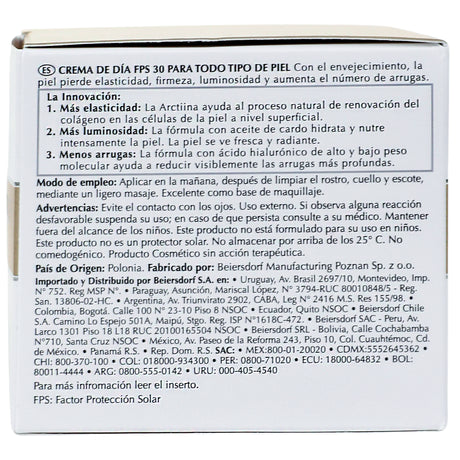 ES CREMA DE DÍA FPS 30 PARA TODO TIPO DE PIEL Con el envejecimiento, la
piel pierde elasticidad, firmeza, luminosidad y aumenta el número de arrugas.
La Innovación:
1. Más elasticidad: La Arctiina ayuda al proceso natural de renovación del
colágeno en las células de la piel a nivel superficial.
2. Más luminosidad: La fórmula con aceite de cardo hidrata y nutre
intensamente la piel. La piel se ve fresca y radiante.
3. Menos arrugas: La fórmula con ácido hialurónico de alto y bajo peso
molecular ayuda a reducir visiblemente las arrugas más profundas.
Modo de empleo: Aplicar en la mañana, después de limpiar el rostro, cuello y escote,
mediante un ligero masaje. Excelente como base de maquillaje.
Advertencias: Evite el contacto con los ojos. Uso externo. Si observa alguna reacción
desfavorable suspenda su uso; en caso de que persista consulte a su médico. Mantener
fuera del alcance de los niños. Este producto no está formulado para su uso en niños.
Este producto no es un protector solar. No almacenar por arriba de los 25° C. No
comedogénico. Producto Cosmético sin acción terapéutica.
País de Origen: Polonia. Fabricado por: Beiersdorf Manufacturing Poznan Sp. z o.o.
Importado y Distribuido por Beiersdorf S.A. en: • Uruguay, Av. Brasil 2697/10, Montevideo, Imp.
Reg MSP N° 752. Reg MSP N° • Paraguay, Asunción, Mariscal López N° 3794-RUC 80010848/5 - Reg.
San. 13806-02-HC. • Argentina, Av. Triunvirato 2902, CABA, Leg N° 2416 M.S. Res 155/98. •
Colombia, Bogotá. Calle 100 N° 23-10 Piso 8 NSOC • Ecuador, Quito NSOC • Beiersdorf Chile
S.A. Camino Lo Espejo 501A, Maipú, Stgo. Reg. ISP N°1618C-472. • Beiersdorf SAC - Peru, Av.
Larco 1301 Piso 18 L18 RUC 20100165504 NSOC • Beiersdorf SRL - Bolivia, Calle Cochabamba
N°710, Santa Cruz NSOC • México, Av. Paseo de la Reforma 243, Piso 10, Col. Cuauhtémoc, Cd.
de México. • Panamá R.S. • Rep. Dom. R.S. SAC: • MEX:800-01-20020 • CDMX:5552645362 •
CHI: 800-370-100 • COL: 018000-934300 • PER: 0800-71020 • ECU: 18000-64832 • BOL:
80011-4444 • ARG: 0800-555-0142 • URU: 000-405-4540
Para más infromación leer el inserto.
FPS: Factor Protección Solar